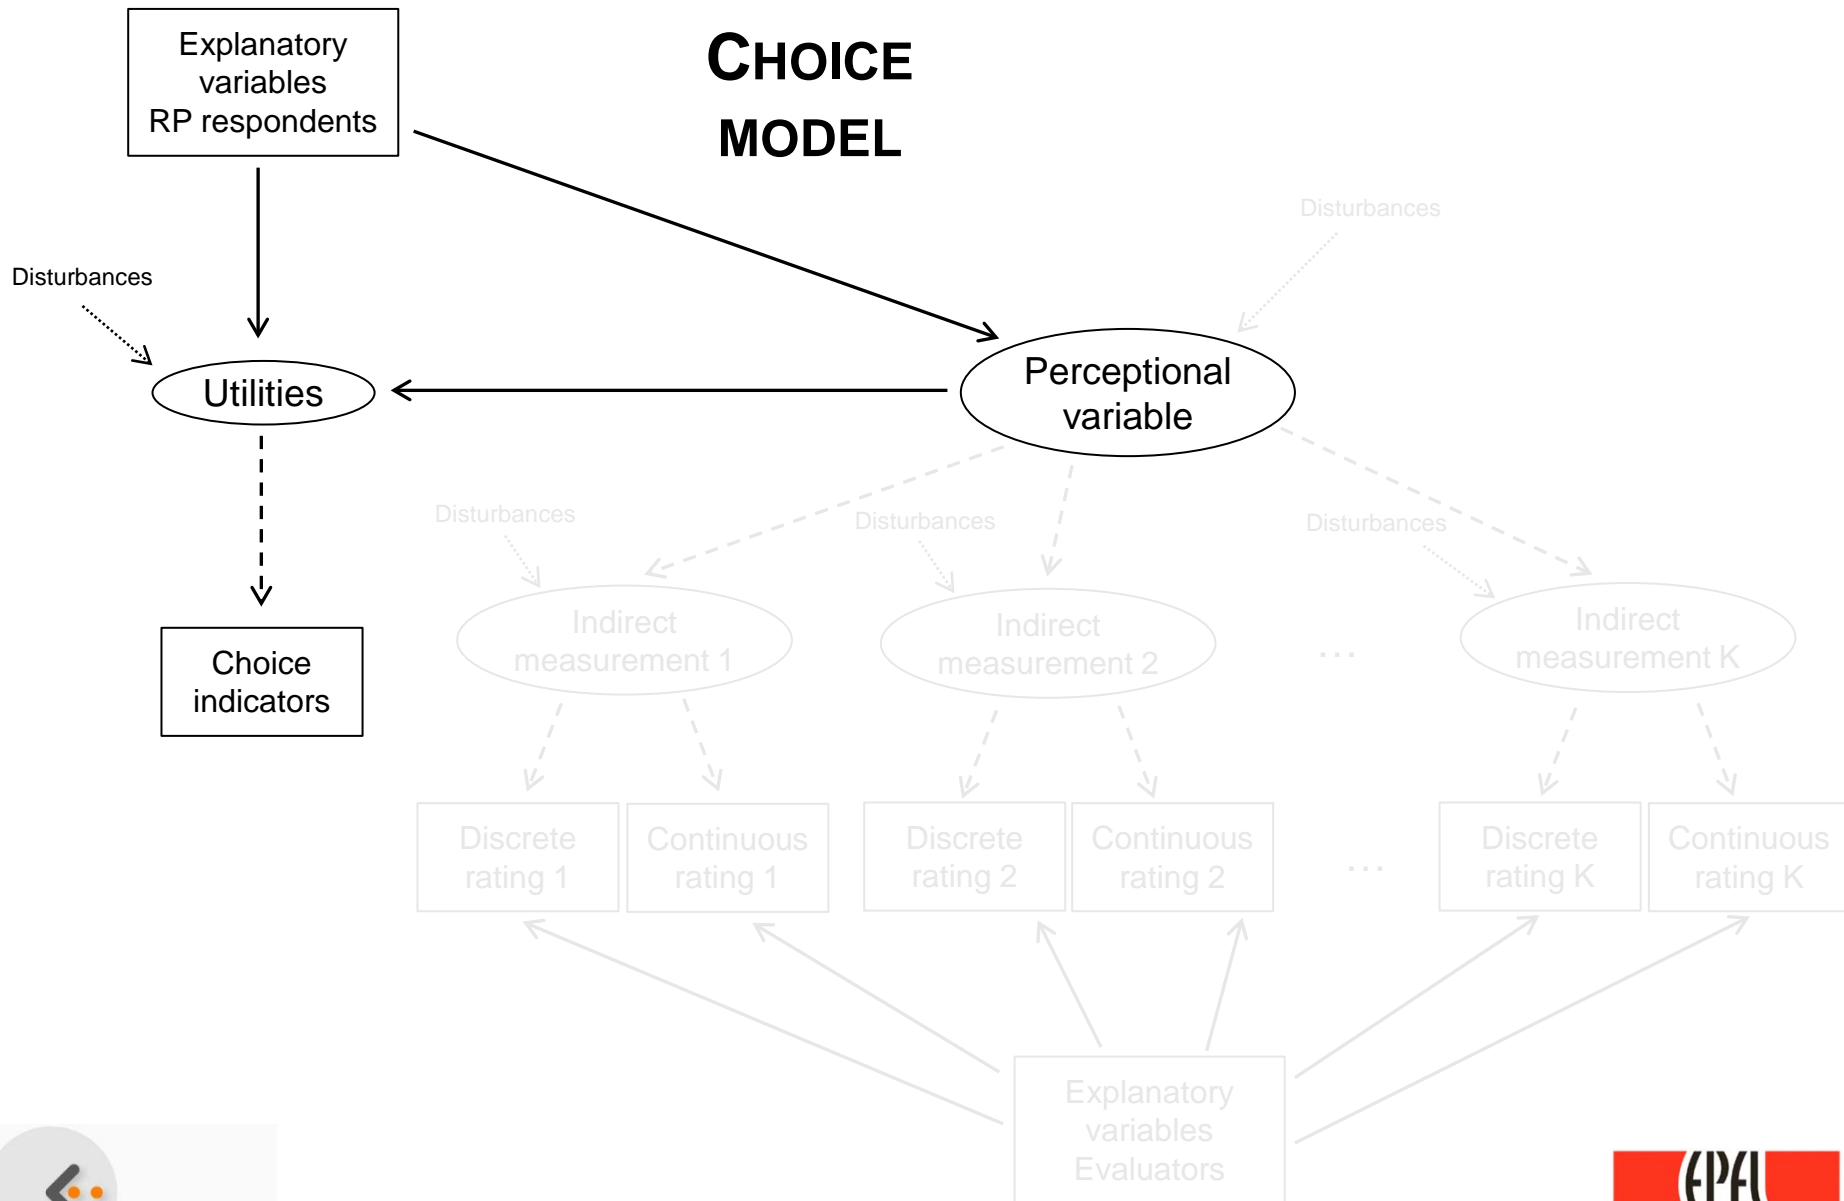 Explanatory
variables
RP respondents
CHOICE
MODEL
Disturbances
Disturbances
Utilities
Perceptional
variable
Disturbances
Disturbances
Disturbances
Choice
indicators
Indirect
measurement 1
Indirect
measurement 2
...
Indirect
measurement K
Discrete
rating 1
Continuous
rating 1
Discrete
rating 2
Continuous
rating 2
...
Discrete
rating K
Continuous
rating K
Explanatory
variables
Evaluators
EPFL